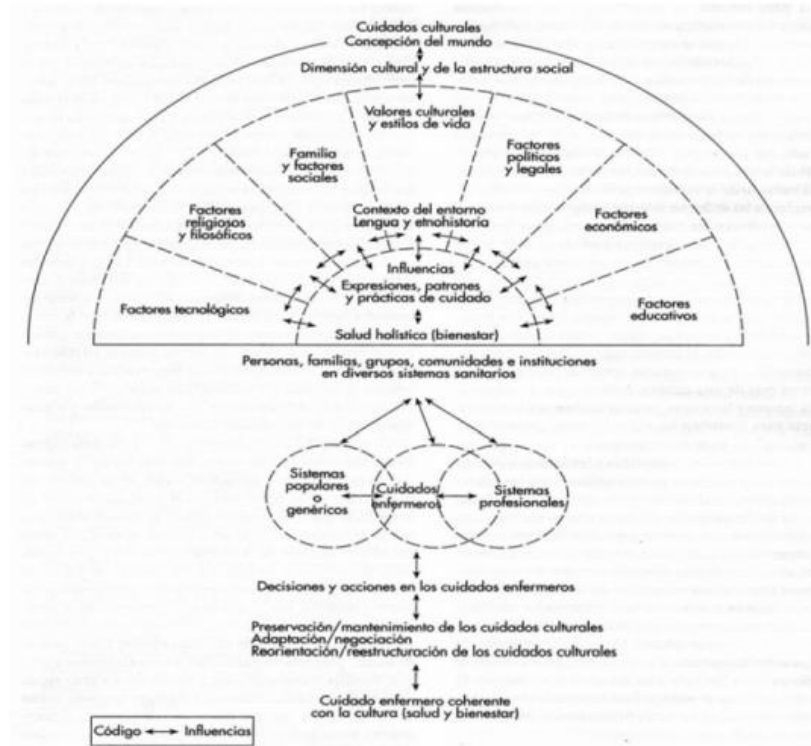 Cuidados culturales
Concepción del mundo
Dimensión cultural y de la estructura social
Valores culturales
y estilos de vida
Familia
y factores
sociales
Factores
políticos
y legales
Factores
religiosos
y filosóficos
Contexto del entorno
Lengua y etnohistoria
Factores
económicos
Influencias
Expresiones, patrones
y prácticas de cuidado
Factores tecnológicos
Factores
educativos
Salud holística (bienestar)
Personas, familias, grupos, comunidades e instituciones
en diversos sistemas sanitarios
Sistemas
populares
o
genéricos
Cuidados
enfermeros
Sistemas
profesionales
Decisiones y acciones en los cuidados enfermeros
Preservación/mantenimiento de los cuidados culturales
Adaptación/negociación
Reorientación/reestructuración de los cuidados culturales
Cuidado enfermero coherente
con la cultura (salud y bienestar)
Código ↔ Influencias